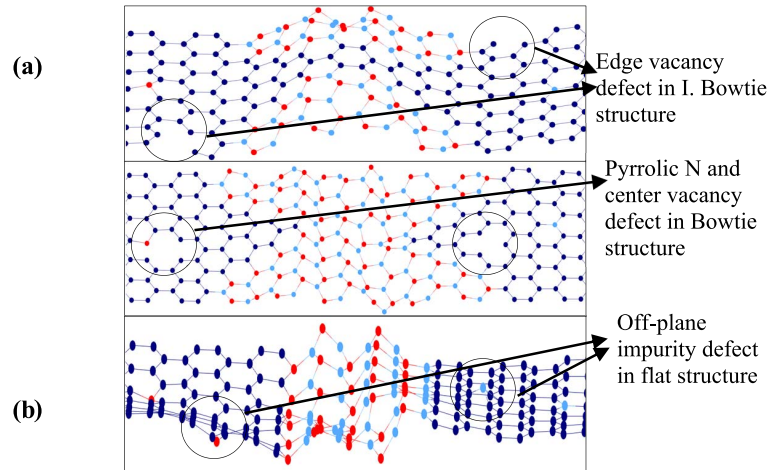 (a)
Edge vacancy
defect in I. Bowtie
structure
Pyrrolic N and
center vacancy
defect in Bowtie
structure
Off-plane
impurity defect
in flat structure
(b)